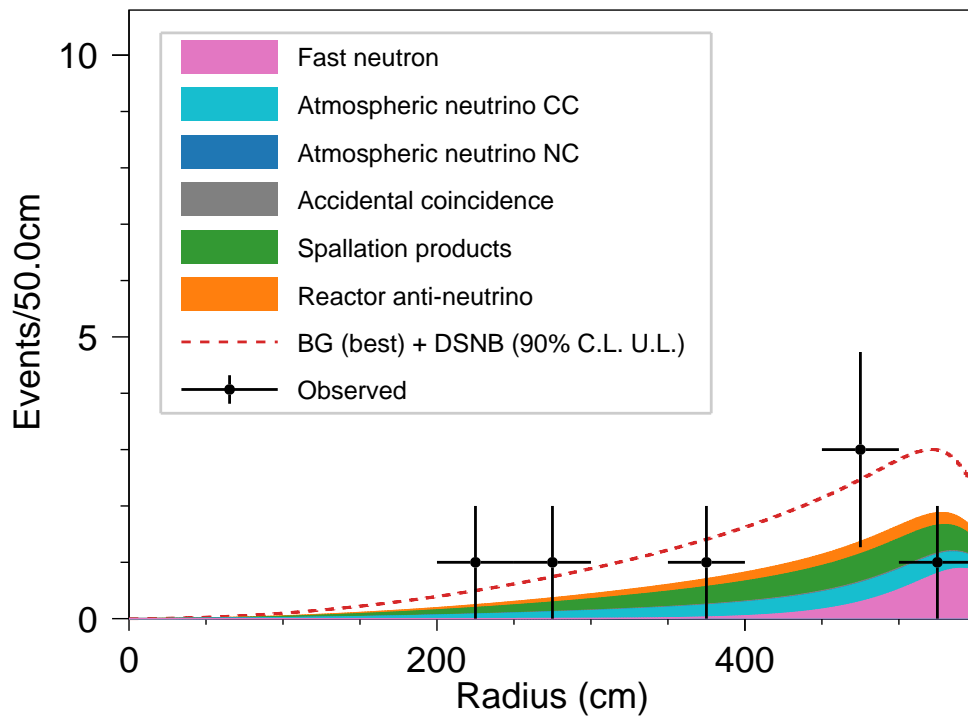 10
5
0
Events/50.0cm
Fast neutron
Atmospheric neutrino CC
Atmospheric neutrino NC
Accidental coincidence
Spallation products
Reactor anti-neutrino
BG (best) + DSNB (90% C.L. U.L.)
Observed
0 200 400
Radius (cm)